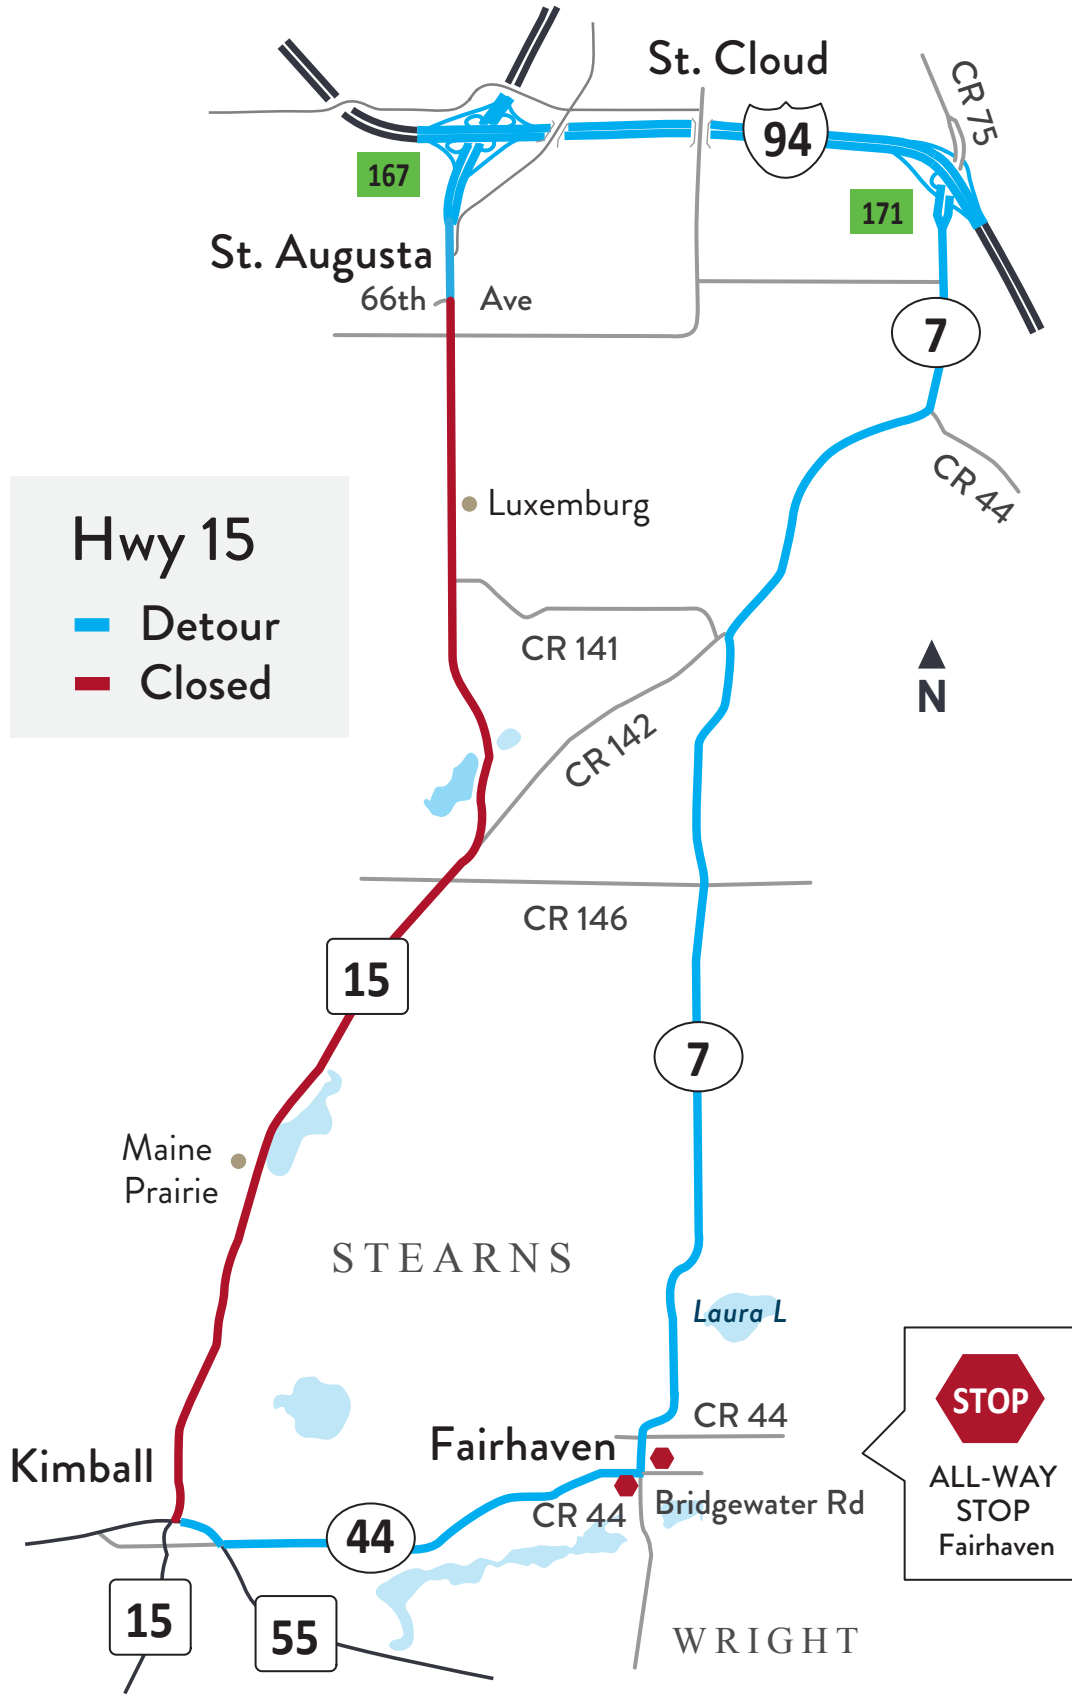 St. Cloud
CR 75
94
167
171
St. Augusta
66th Ave
7
CR 44
Luxemburg
Hwy 15
Detour
Closed
CR 141
N
CR 142
CR 146
15
7
Maine
Prairie
STEARNS
Laura L
STOP
CR 44
Fairhaven
Kimball
ALL-WAY
STOP
Fairhaven
Bridgewater Rd
CR 44
44
15
55
WRIGHT